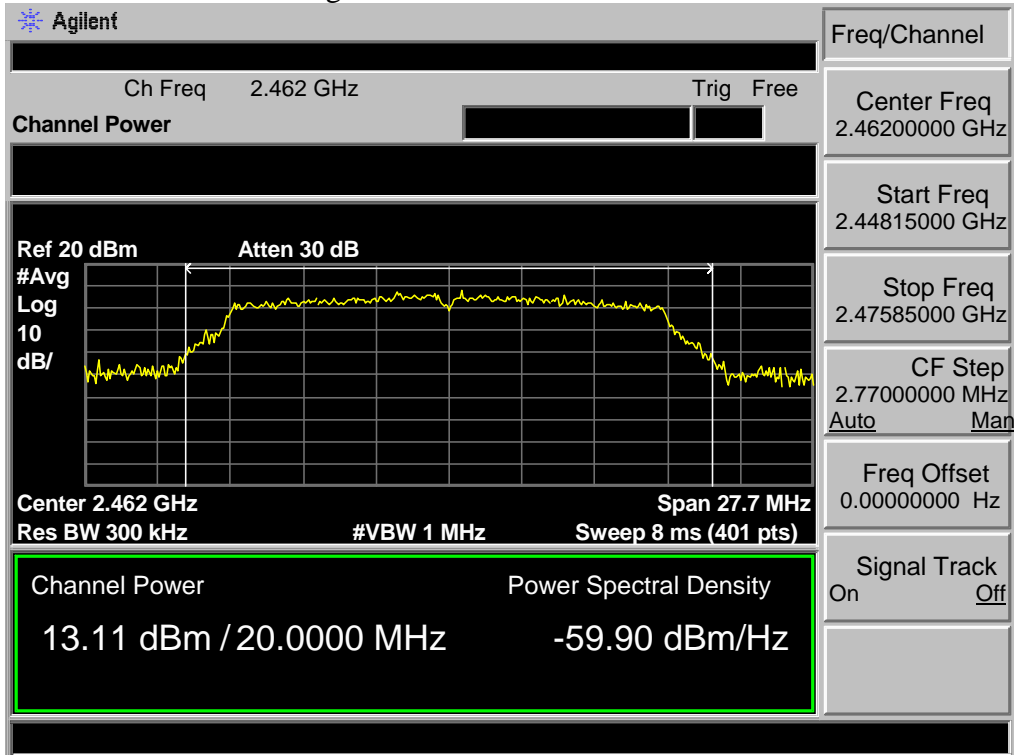 Agilent
Freq/Channel
Ch Freq 2.462 GHz Trig Free
Channel Power
Center Freq
2.46200000 GHz
Start Freq
2.44815000 GHz
Stop Freq
2.47585000 GHz
CF Step
2.77000000 MHz
Auto Man
Freq Offset
0.00000000 Hz
Signal Track
On Off
Ref 20 dBm Atten 30 dB
#Avg
Log
10
dB/
Center 2.462 GHz Span 27.7 MHz
Res BW 300 kHz #VBW 1 MHz Sweep 8 ms (401 pts)
Channel Power Power Spectral Density
13.11 dBm / 20.0000 MHz -59.90 dBm/Hz